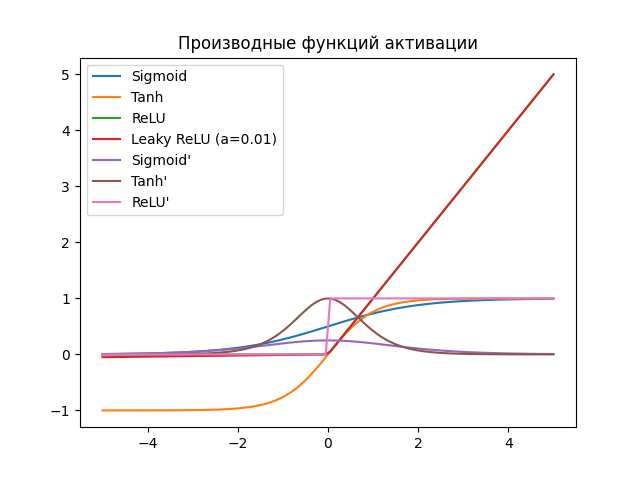 Производные функций активации
Sigmoid
Tanh
ReLU
Leaky ReLU (a=0.01)
Sigmoid'
Tanh'
ReLU'
5
4
3
2
1
0
−1
−4
−2
0
2
4